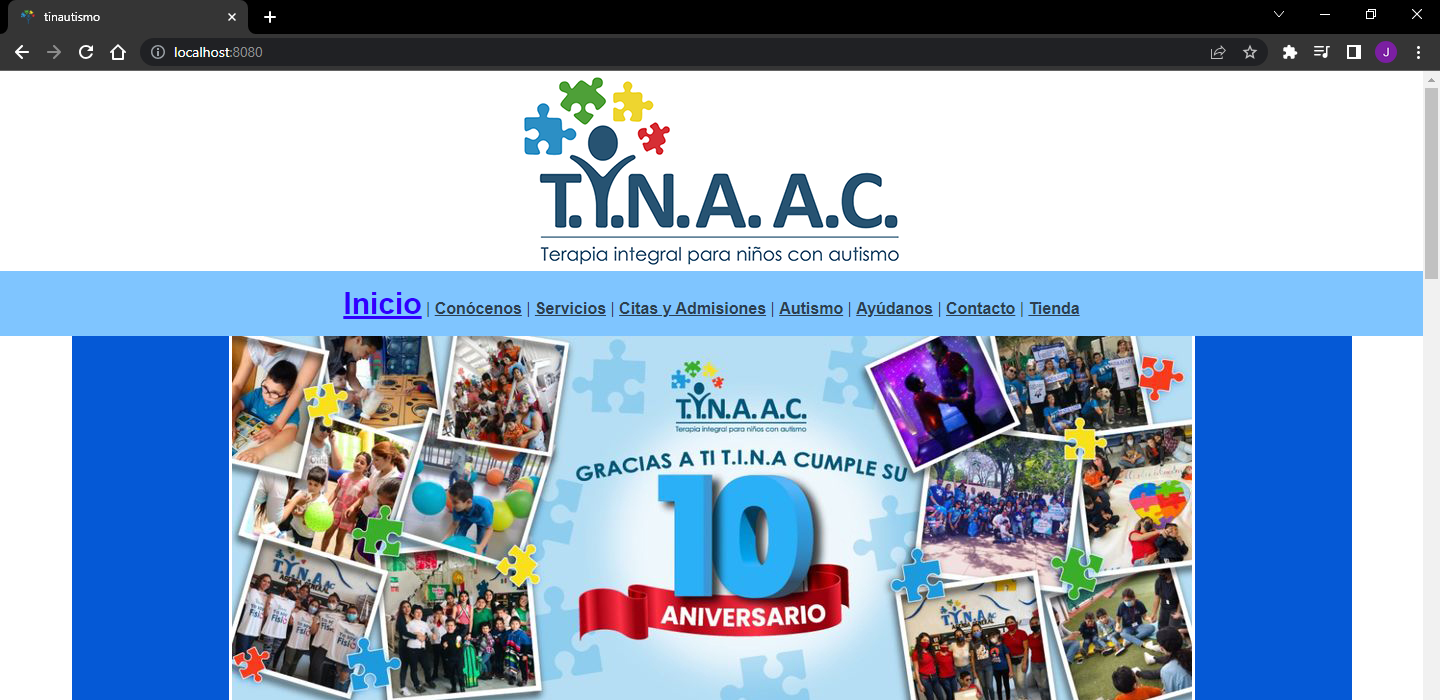 tinautismo
localhost:8080
J
T.I.N.A. A.C.
Terapia integral para niños con autismo
Inicio | Conócenos | Servicios | Citas y Admisiones | Autismo | Ayúdanos | Contacto | Tienda
T.I.N.A. A.C.
Terapia integral para niños con autismo
GRACIAS A TI T.I.N.A CUMPLE SU
10
ANIVERSARIO